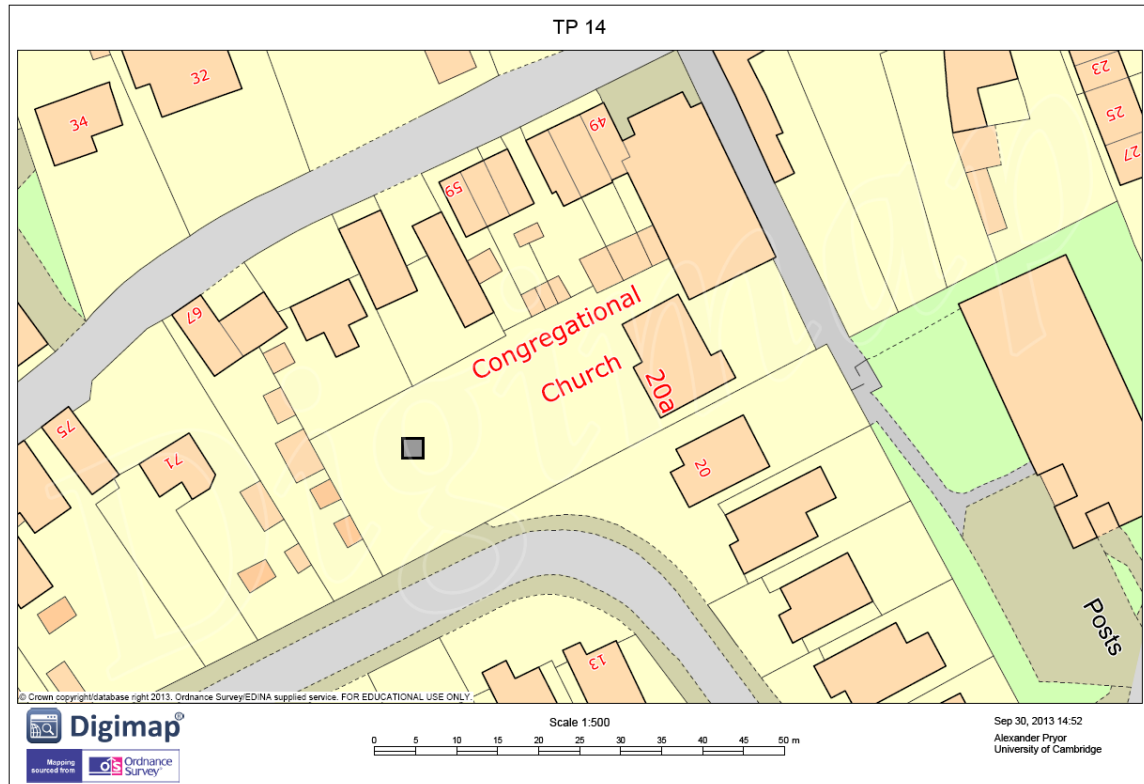 TP 14
32
34
49
59
67
75
71
Congregational
Church
20a
20
13
23
25
27
Posts
Digimap
© Crown copyright/database right 2013. Ordnance Survey/EDINA supplied service. FOR EDUCATIONAL USE ONLY.
Digimap®
Mapping
sourced from
OS Ordnance
Survey®
Scale 1:500
0 5 10 15 20 25 30 35 40 45 50 m
Sep 30, 2013 14:52
Alexander Pryor
University of Cambridge